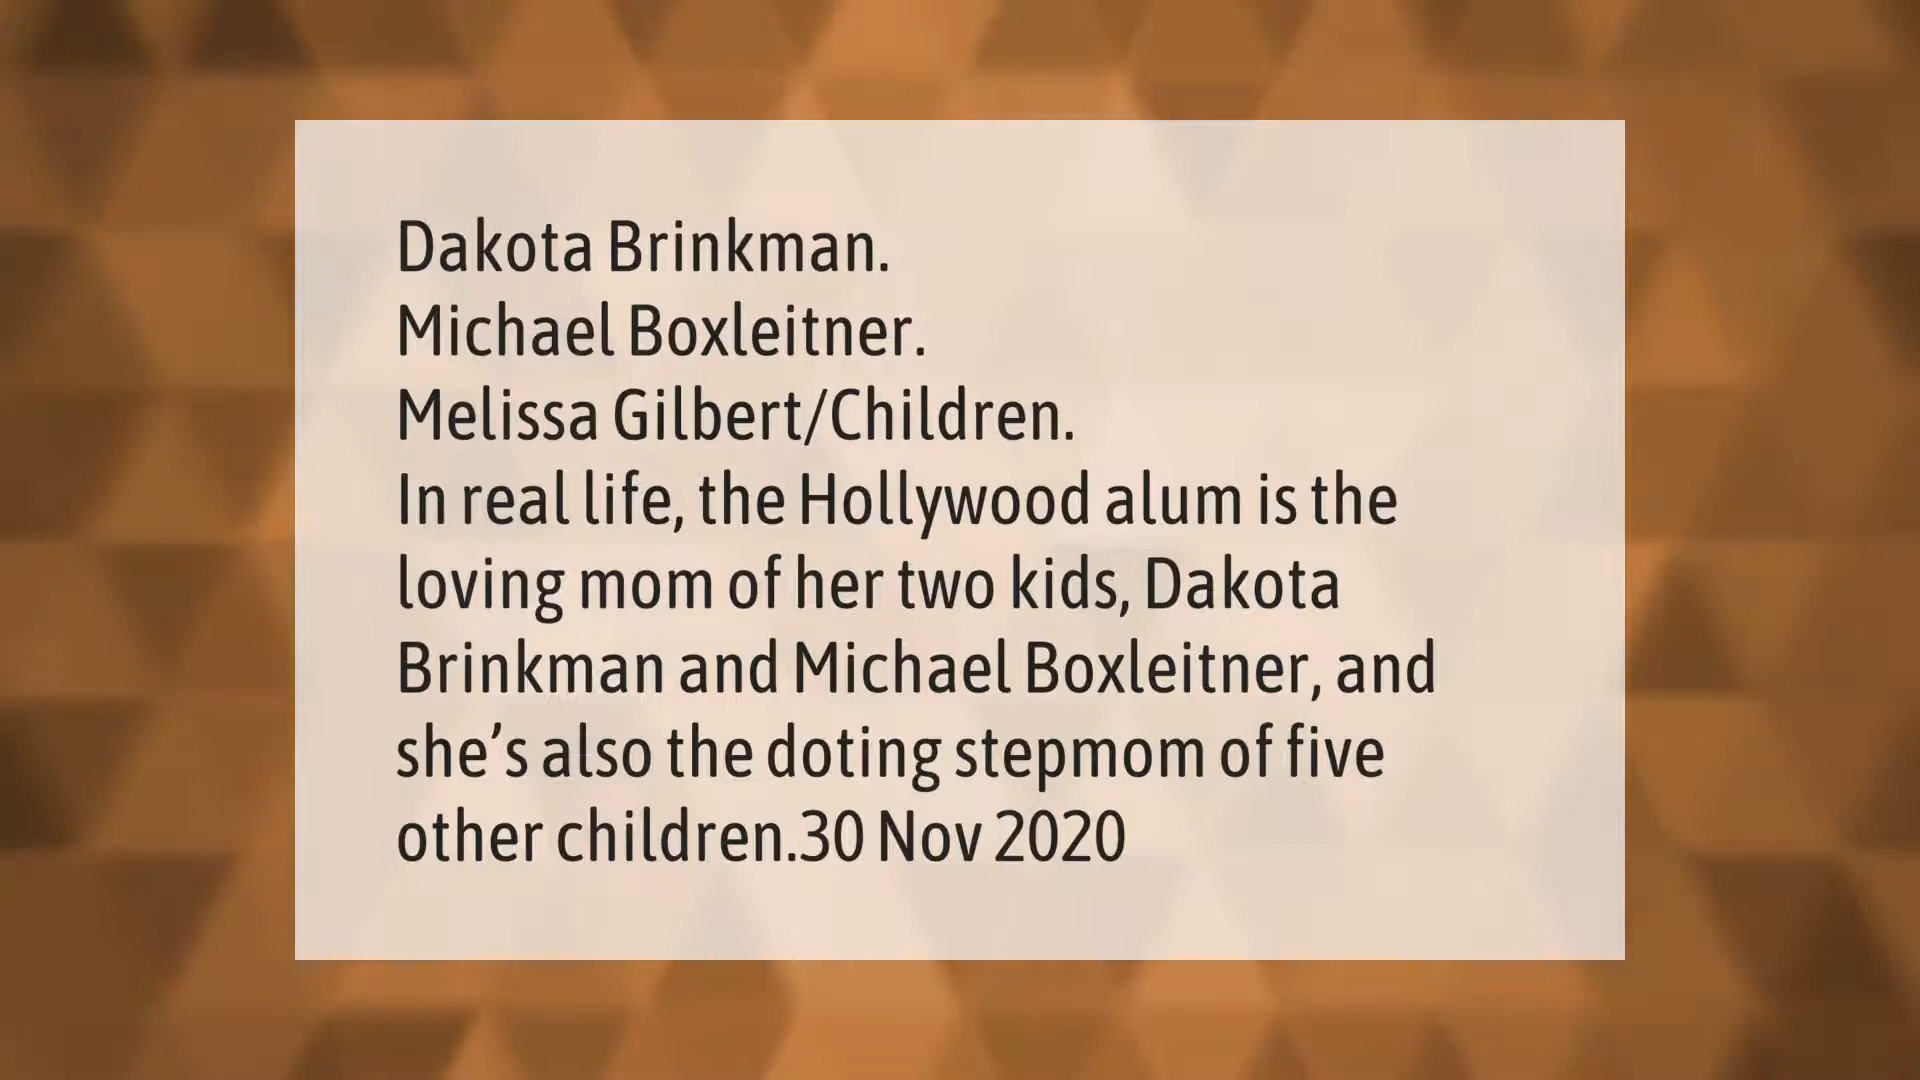 Dakota Brinkman.
Michael Boxleitner.
Melissa Gilbert/Children.
In real life, the Hollywood alum is the
loving mom of her two kids, Dakota
Brinkman and Michael Boxleitner, and
she’s also the doting stepmom of five
other children.30 Nov 2020